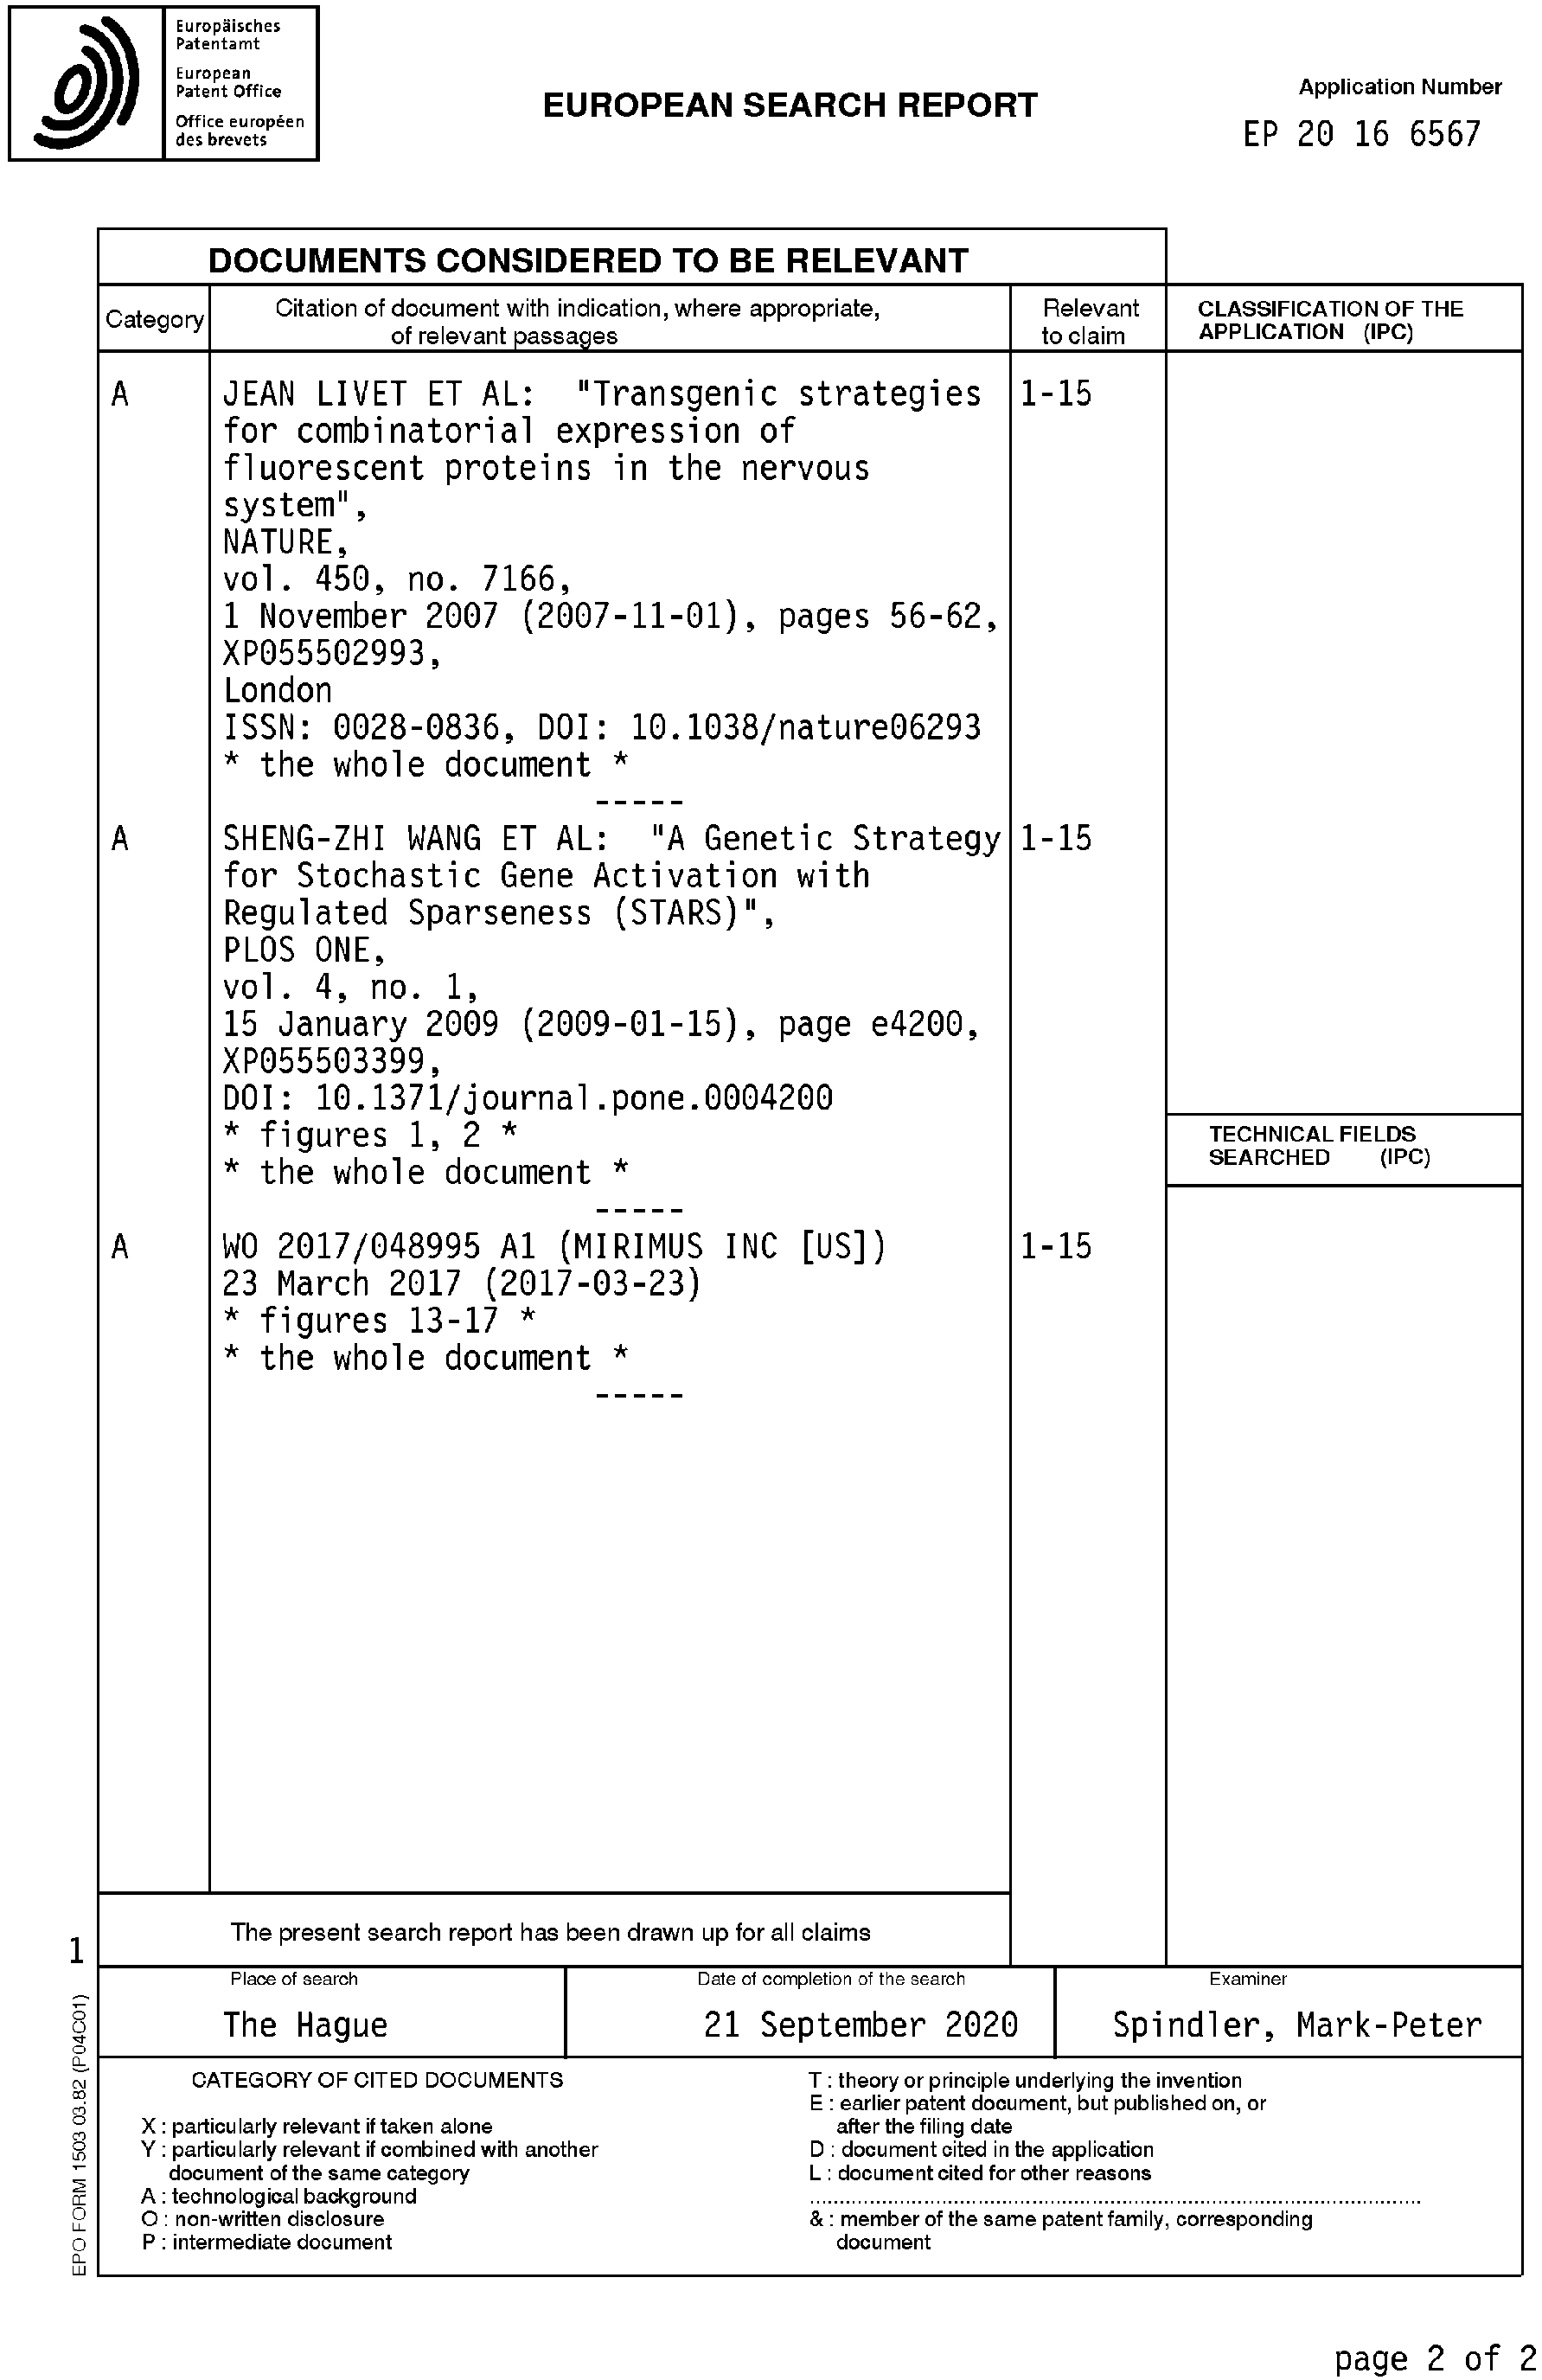 Europäisches
Patentamt
European
Patent Office
Office européen
des brevets
EUROPEAN SEARCH REPORT
Application Number
EP 20 16 6567
DOCUMENTS CONSIDERED TO BE RELEVANT
Category
Citation of document with indication, where appropriate,
of relevant passages
Relevant
to claim
CLASSIFICATION OF THE
APPLICATION (IPC)
A
JEAN LIVET ET AL: "Transgenic strategies
for combinatorial expression of
fluorescent proteins in the nervous
system",
NATURE,
vol. 450, no. 7166,
1 November 2007 (2007-11-01), pages 56-62,
XP055502993,
London
ISSN: 0028-0836, DOI: 10.1038/nature06293
* the whole document *
-----
1-15
A
SHENG-ZHI WANG ET AL: "A Genetic Strategy
for Stochastic Gene Activation with
Regulated Sparseness (STARS)",
PLOS ONE,
vol. 4, no. 1,
15 January 2009 (2009-01-15), page e4200,
XP055503399,
DOI: 10.1371/journal.pone.0004200
* figures 1, 2 *
* the whole document *
-----
1-15
TECHNICAL FIELDS
SEARCHED (IPC)
A
WO 2017/048995 A1 (MIRIMUS INC [US])
23 March 2017 (2017-03-23)
* figures 13-17 *
* the whole document *
-----
1-15
The present search report has been drawn up for all claims
1
Place of search
The Hague
Date of completion of the search
21 September 2020
Examiner
Spindler, Mark-Peter
CATEGORY OF CITED DOCUMENTS
X : particularly relevant if taken alone
Y : particularly relevant if combined with another
document of the same category
A : technological background
O : non-written disclosure
P : intermediate document
T : theory or principle underlying the invention
E : earlier patent document, but published on, or
after the filing date
D : document cited in the application
L : document cited for other reasons
& : member of the same patent family, corresponding
document
EPO FORM 1503 03.82 (P04C01)
page 2 of 2